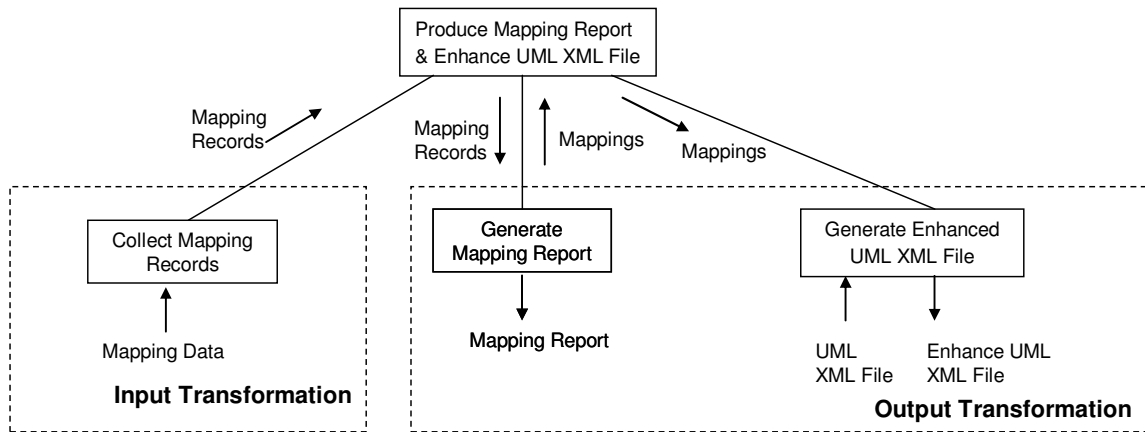 Produce Mapping Report
& Enhance UML XML File
Mapping
Records
Mapping
Records
Mappings
Mappings
Collect Mapping
Records
Generate
Mapping Report
Generate Enhanced
UML XML File
Mapping Data
Mapping Report
UML
XML File
Enhance UML
XML File
Input Transformation
Output Transformation